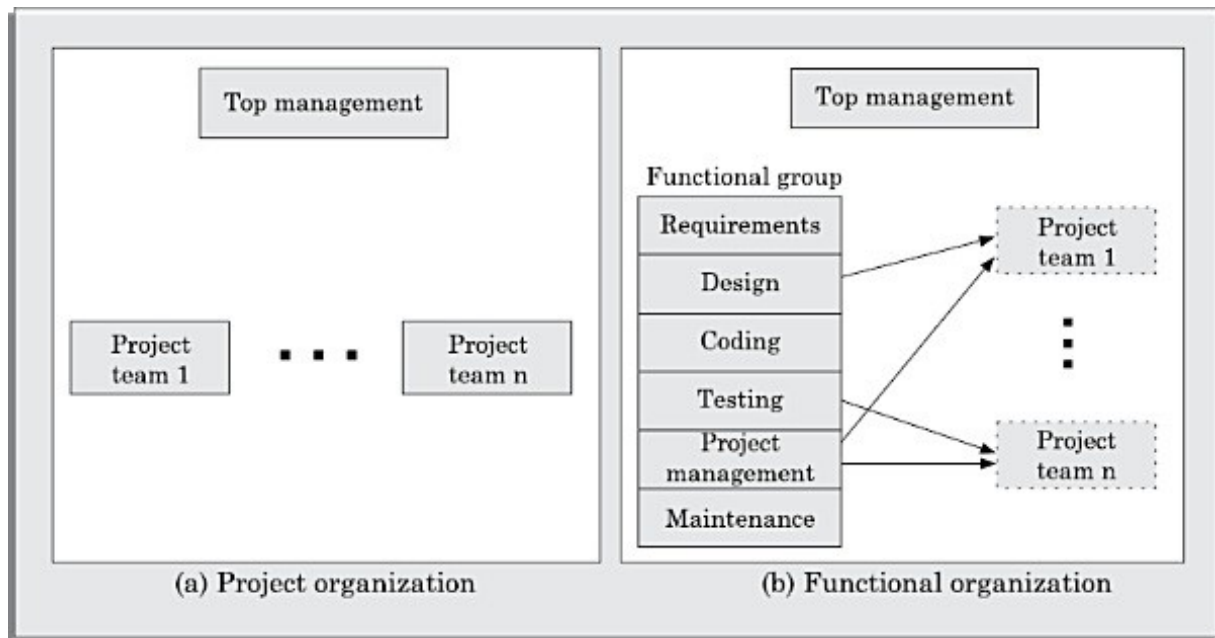 Top management
Project
team 1
Project
team n
(a) Project organization
Top management
Functional group
Requirements
Design
Coding
Testing
Project
management
Maintenance
Project
team 1
Project
team n
(b) Functional organization